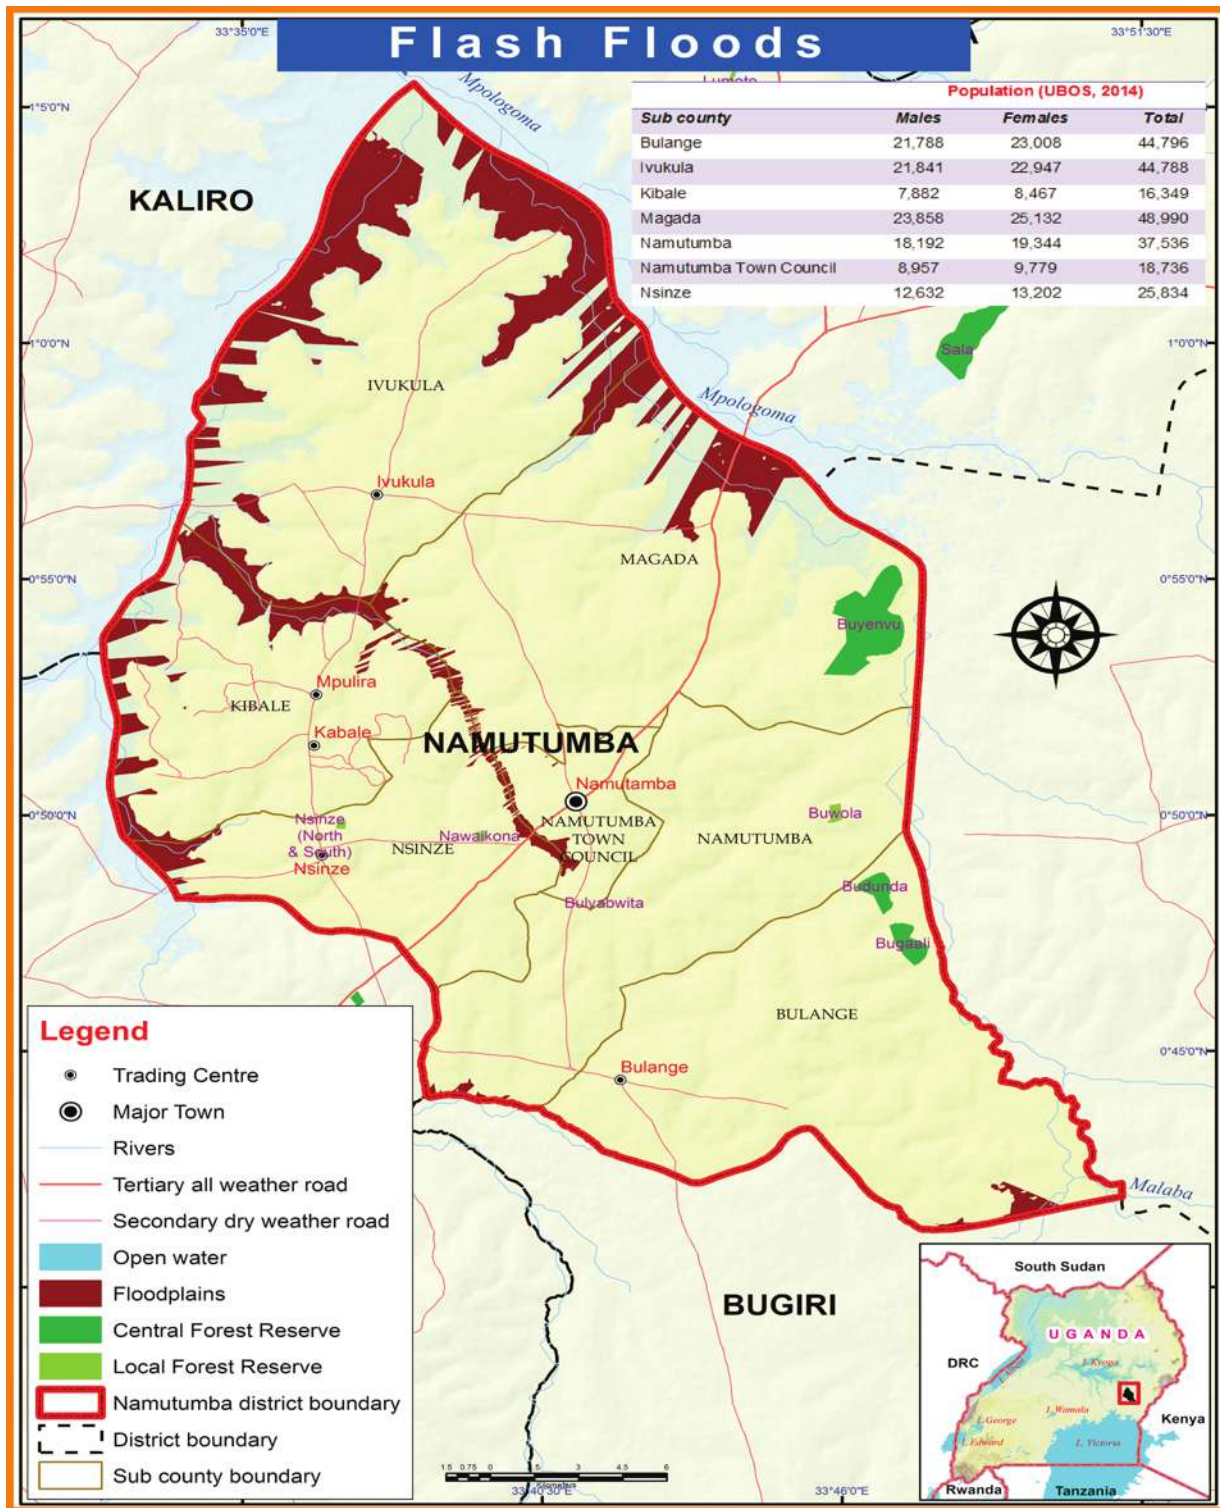 Flash Floods
33°35'0"E
33°51'30"E
Population (UBOS, 2014)
Sub county Males Females Total
Bulange 21,788 23,008 44,796
Ivukula 21,841 22,947 44,788
Kibale 7,882 8,467 16,349
Magada 23,858 25,132 48,990
Namutumba 18,192 19,344 37,536
Namutumba Town Council 8,957 9,779 18,736
Nsinze 12,632 13,202 25,834
Mpologoma
1°5'0"N
1°5'0"N
KALIRO
1°0'0"N
1°0'0"N
Sala
IVUKULA
Mpologoma
Ivukula
MAGADA
0°55'0"N
0°55'0"N
Buyenvu
Mpulira
KIBALE
Kabale
NAMUTUMBA
Namutamba
0°50'0"N
0°50'0"N
Nsinze
(North
& South)
Nsinze
Nawaikona
NSINZE
NAMUTUMBA
TOWN
COUNCIL
NAMUTUMBA
Buwola
Budunda
Bulyabwita
Bugaali
BULANGE
0°45'0"N
Bulange
Malaba
BUGIRI
Legend
Trading Centre
Major Town
Rivers
Tertiary all weather road
Secondary dry weather road
Open water
Floodplains
Central Forest Reserve
Local Forest Reserve
Namutumba district boundary
District boundary
Sub county boundary
1.5 0.75 0 1.5 3 4.5 6
Kilometers
33°40'30"E
33°46'0"E
South Sudan
UGANDA
DRC
L. Kyoga
L. Albert
L. Wamala
L. George
L. Edward
L. Victoria
Kenya
Rwanda
Tanzania